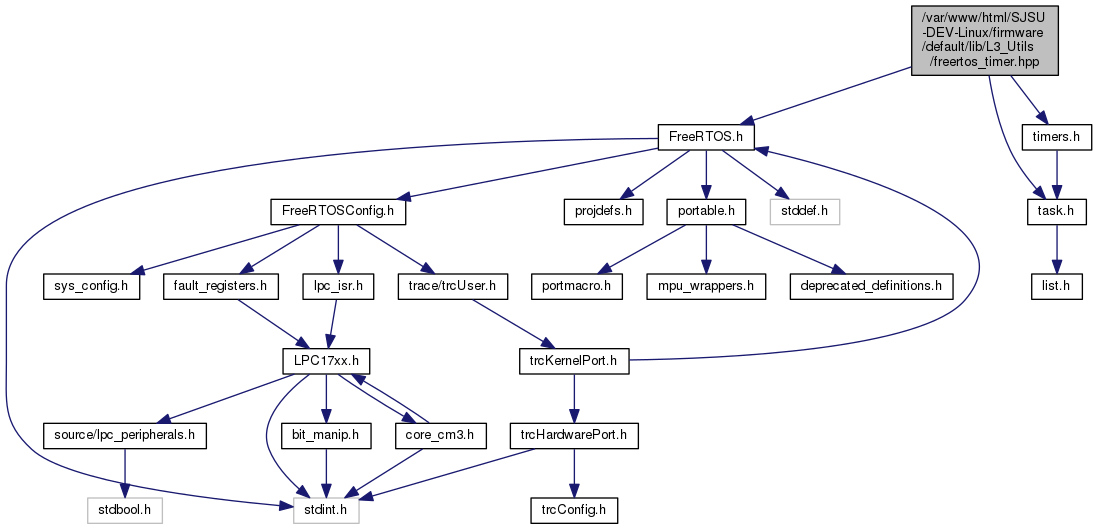 /var/www/html/SJSU
-DEV-Linux/firmware
/default/lib/L3_Utils
/freertos_timer.hpp
FreeRTOS.h
timers.h
FreeRTOSConfig.h
projdefs.h
portable.h
stddef.h
task.h
sys_config.h
fault_registers.h
lpc_isr.h
trace/trcUser.h
portmacro.h
mpu_wrappers.h
deprecated_definitions.h
list.h
LPC17xx.h
trcKernelPort.h
source/lpc_peripherals.h
bit_manip.h
core_cm3.h
trcHardwarePort.h
stdbool.h
stdint.h
trcConfig.h